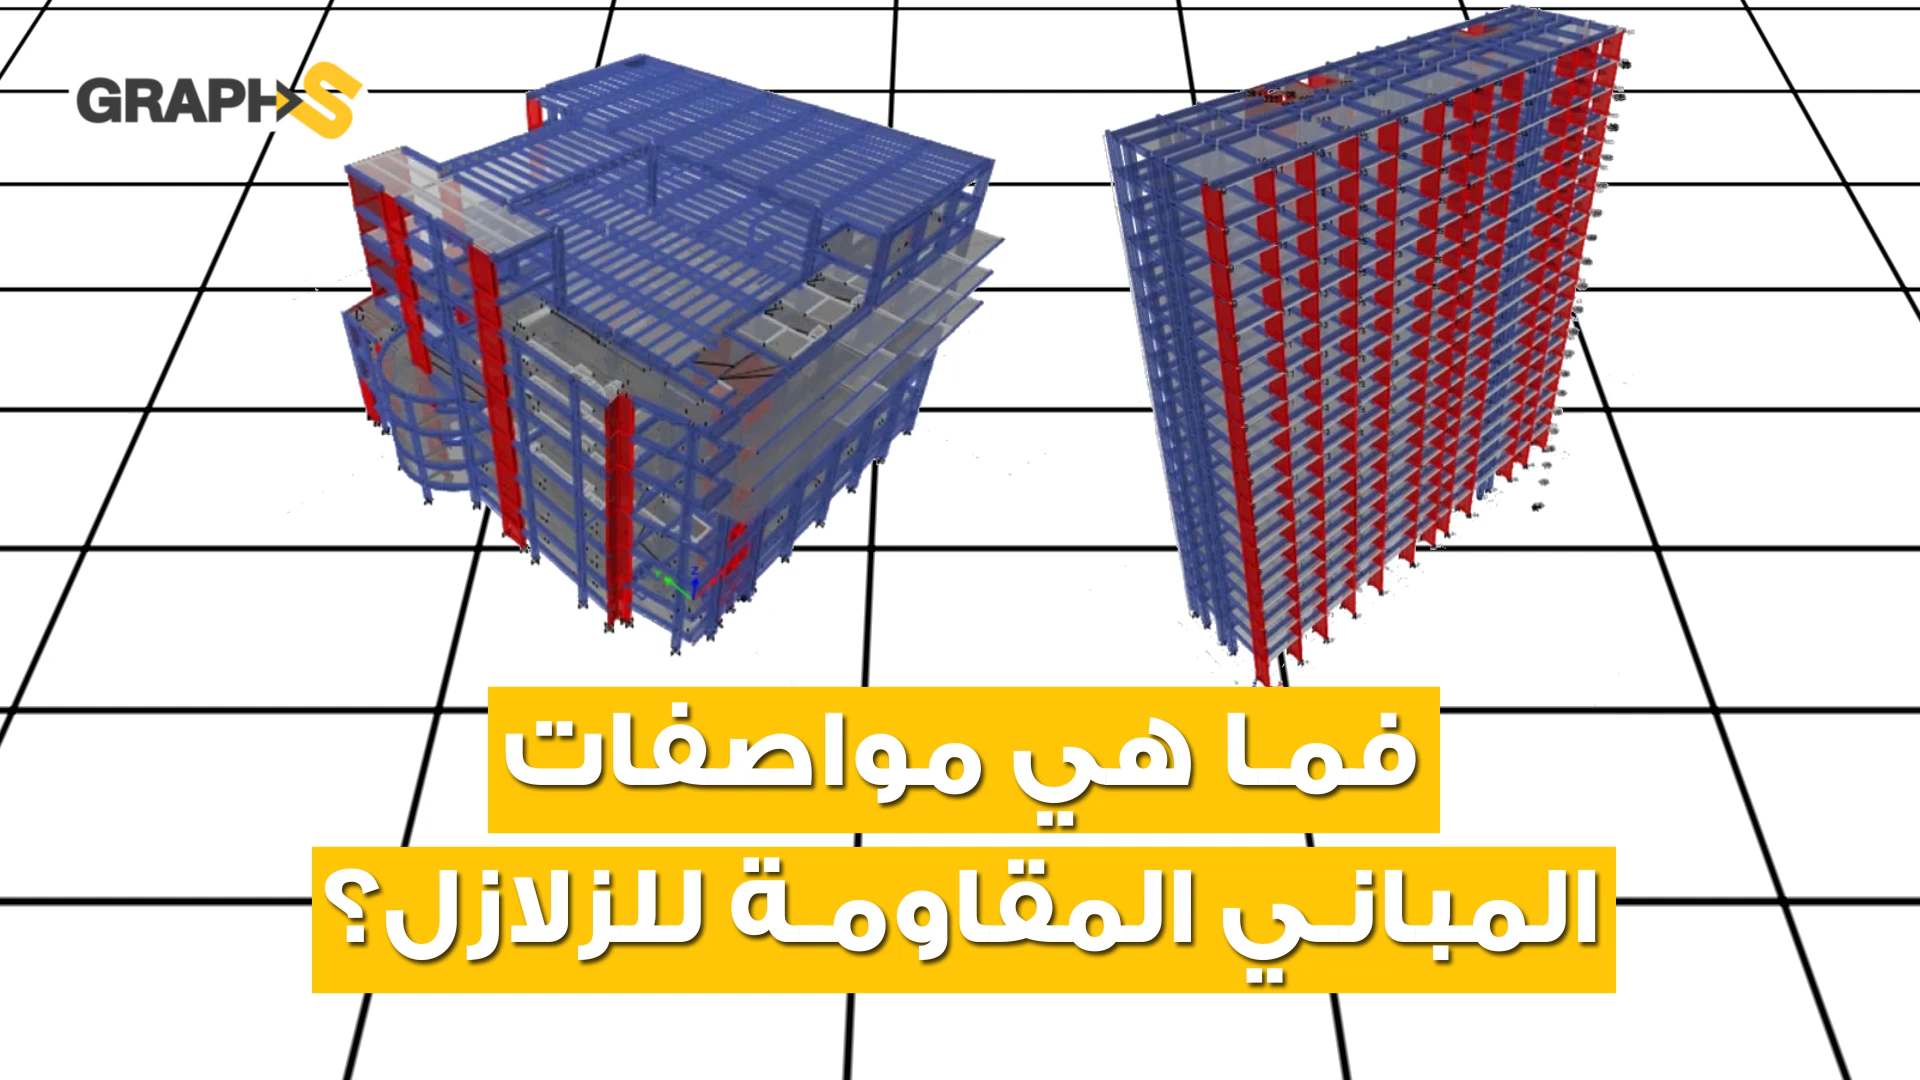 GRAPHS
فما هي مواصفات
المباني المقاومة للزلازل؟
Z